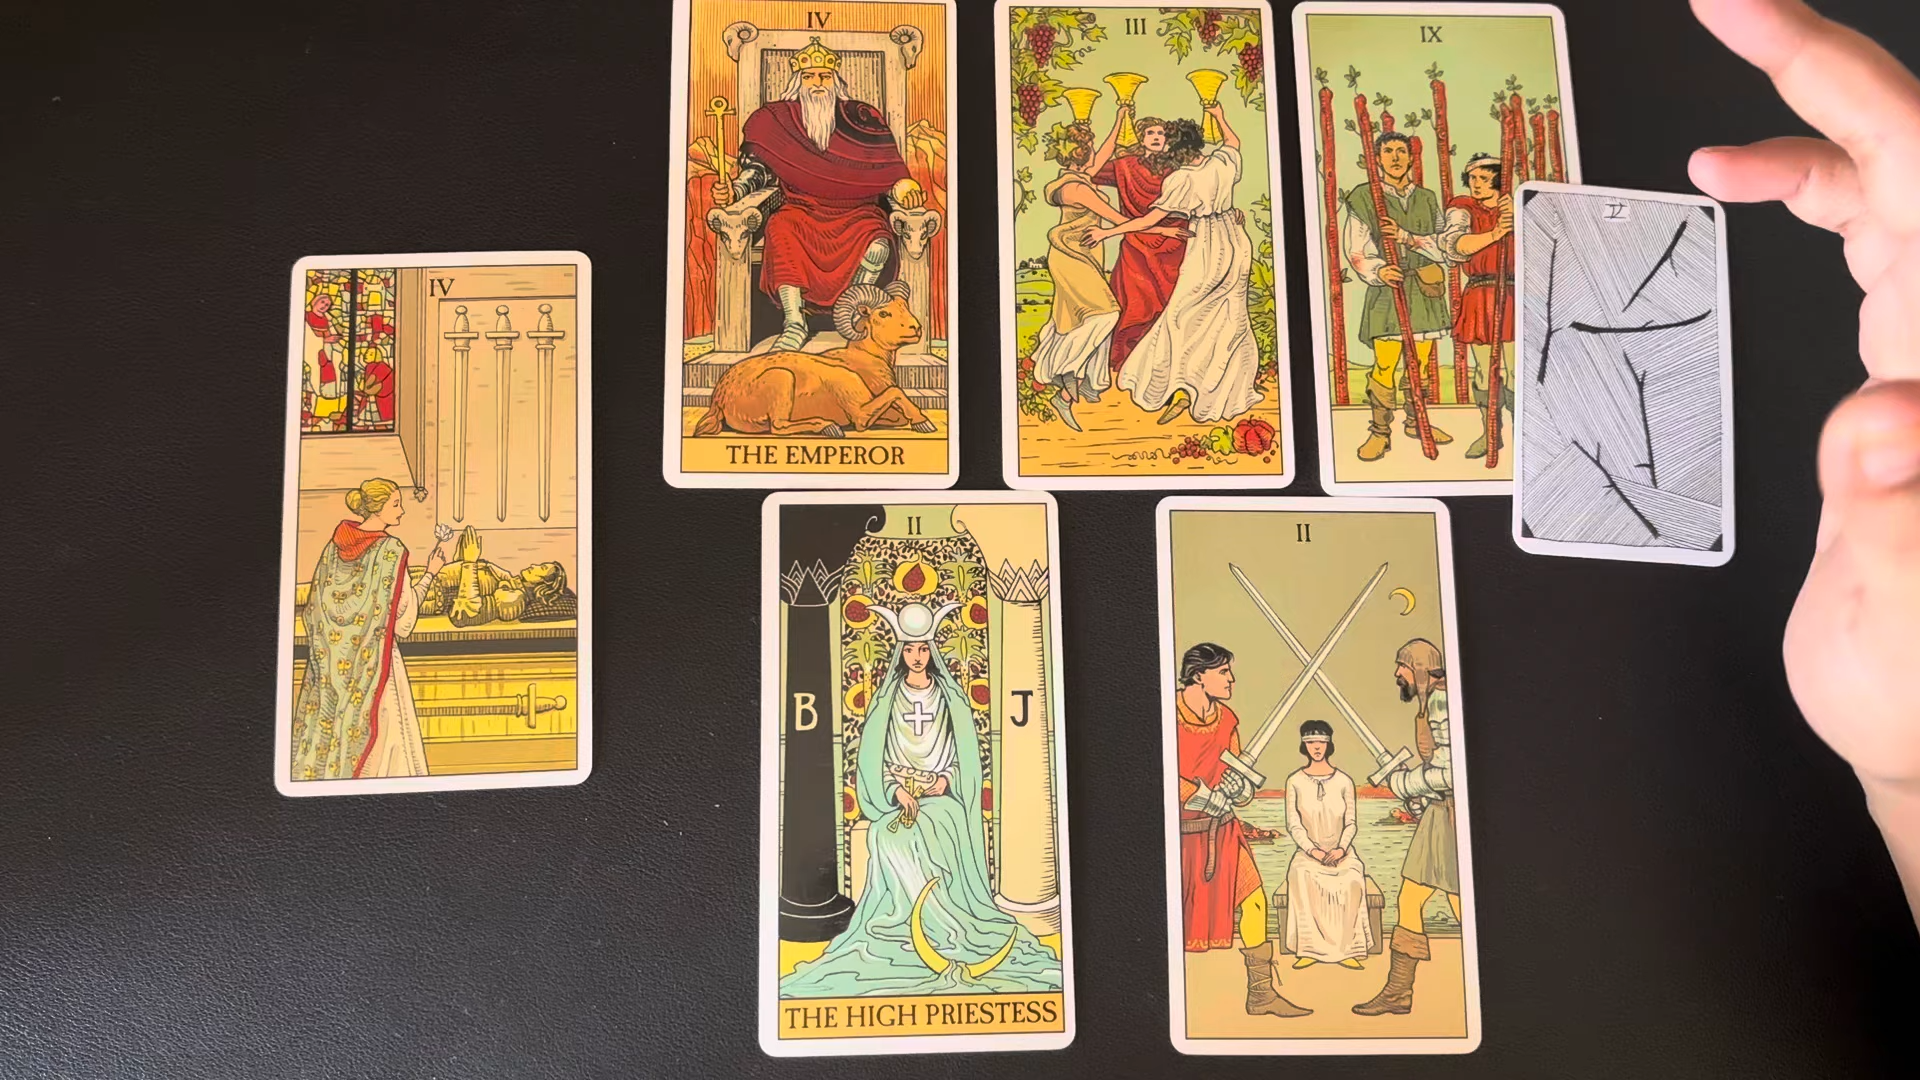 IV
THE EMPEROR
III
IX
V
IV
II
B
J
THE HIGH PRIESTESS
II